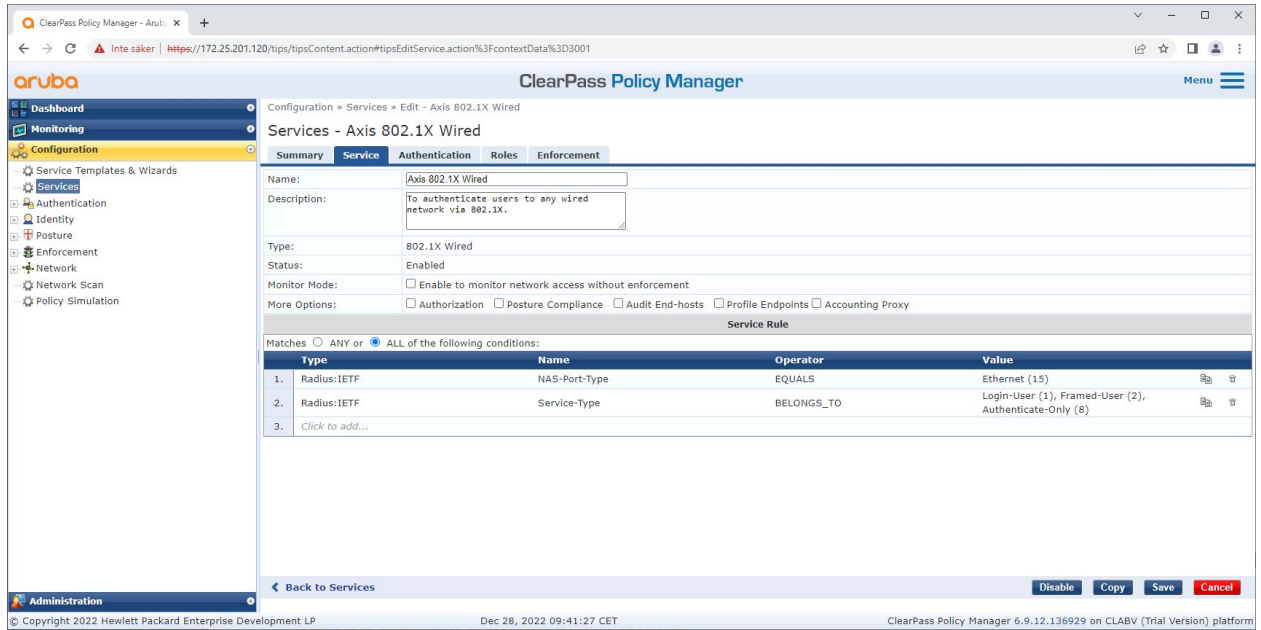 ClearPass Policy Manager - Arub
Inte säker | https://172.25.201.120/tips/tipsContent.action#tipsEditService.action%3FcontextData%3D3001
aruba
ClearPass Policy Manager
Menu
Dashboard
Monitoring
Configuration
Service Templates & Wizards
Services
Authentication
Identity
Posture
Enforcement
Network
Network Scan
Policy Simulation
Administration
Configuration » Services » Edit - Axis 802.1X Wired
Services - Axis 802.1X Wired
Summary Service Authentication Roles Enforcement
Name: Axis 802.1X Wired
Description: To authenticate users to any wired
network via 802.1X.
Type: 802.1X Wired
Status: Enabled
Monitor Mode: Enable to monitor network access without enforcement
More Options: Authorization Posture Compliance Audit End-hosts Profile Endpoints Accounting Proxy
Service Rule
Matches ANY or ALL of the following conditions:
Type Name Operator Value
1. Radius:IETF NAS-Port-Type EQUALS Ethernet (15)
2. Radius:IETF Service-Type BELONGS_TO Login-User (1), Framed-User (2),
Authenticate-Only (8)
3. Click to add...
Back to Services Disable Copy Save Cancel
© Copyright 2022 Hewlett Packard Enterprise Development LP Dec 28, 2022 09:41:27 CET ClearPass Policy Manager 6.9.12.136929 on CLABV (Trial Version) platform